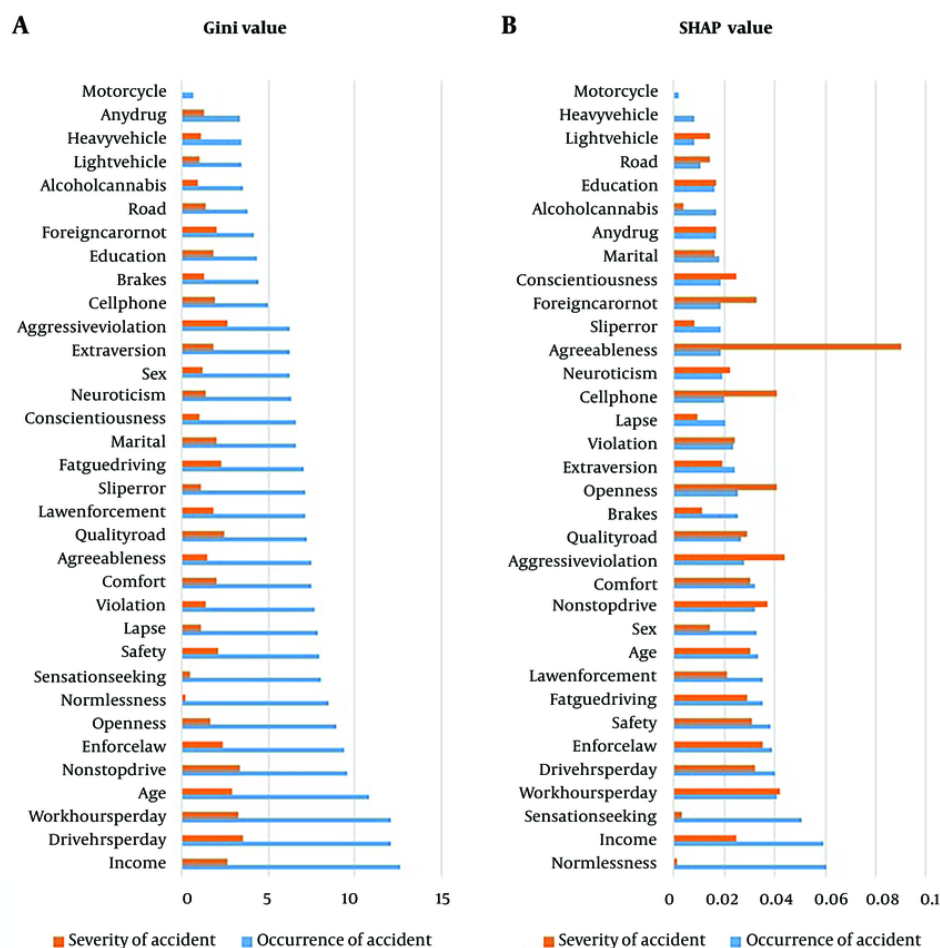 A
Gini value
Motorcycle
Anydrug
Heavyvehicle
Lightvehicle
Alcoholcannabis
Road
Foreigncarornot
Education
Brakes
Cellphone
Aggressiveviolation
Extraversion
Sex
Neuroticism
Conscientiousness
Marital
Fatguedriving
Sliperror
Lawenforcement
Qualityroad
Agreeableness
Comfort
Violation
Lapse
Safety
Sensationseeking
Normlessness
Openness
Enforcelaw
Nonstopdrive
Age
Workhoursperday
Drivehrsperday
Income
0 5 10 15
Severity of accident Occurrence of accident
B
SHAP value
Motorcycle
Heavyvehicle
Lightvehicle
Road
Education
Alcoholcannabis
Anydrug
Marital
Conscientiousness
Foreigncarornot
Sliperror
Agreeableness
Neuroticism
Cellphone
Lapse
Violation
Extraversion
Openness
Brakes
Qualityroad
Aggressiveviolation
Comfort
Nonstopdrive
Sex
Age
Lawenforcement
Fatguedriving
Safety
Enforcelaw
Drivehrsperday
Workhoursperday
Sensationseeking
Income
Normlessness
0 0.02 0.04 0.06 0.08 0.1
Severity of accident Occurrence of accident